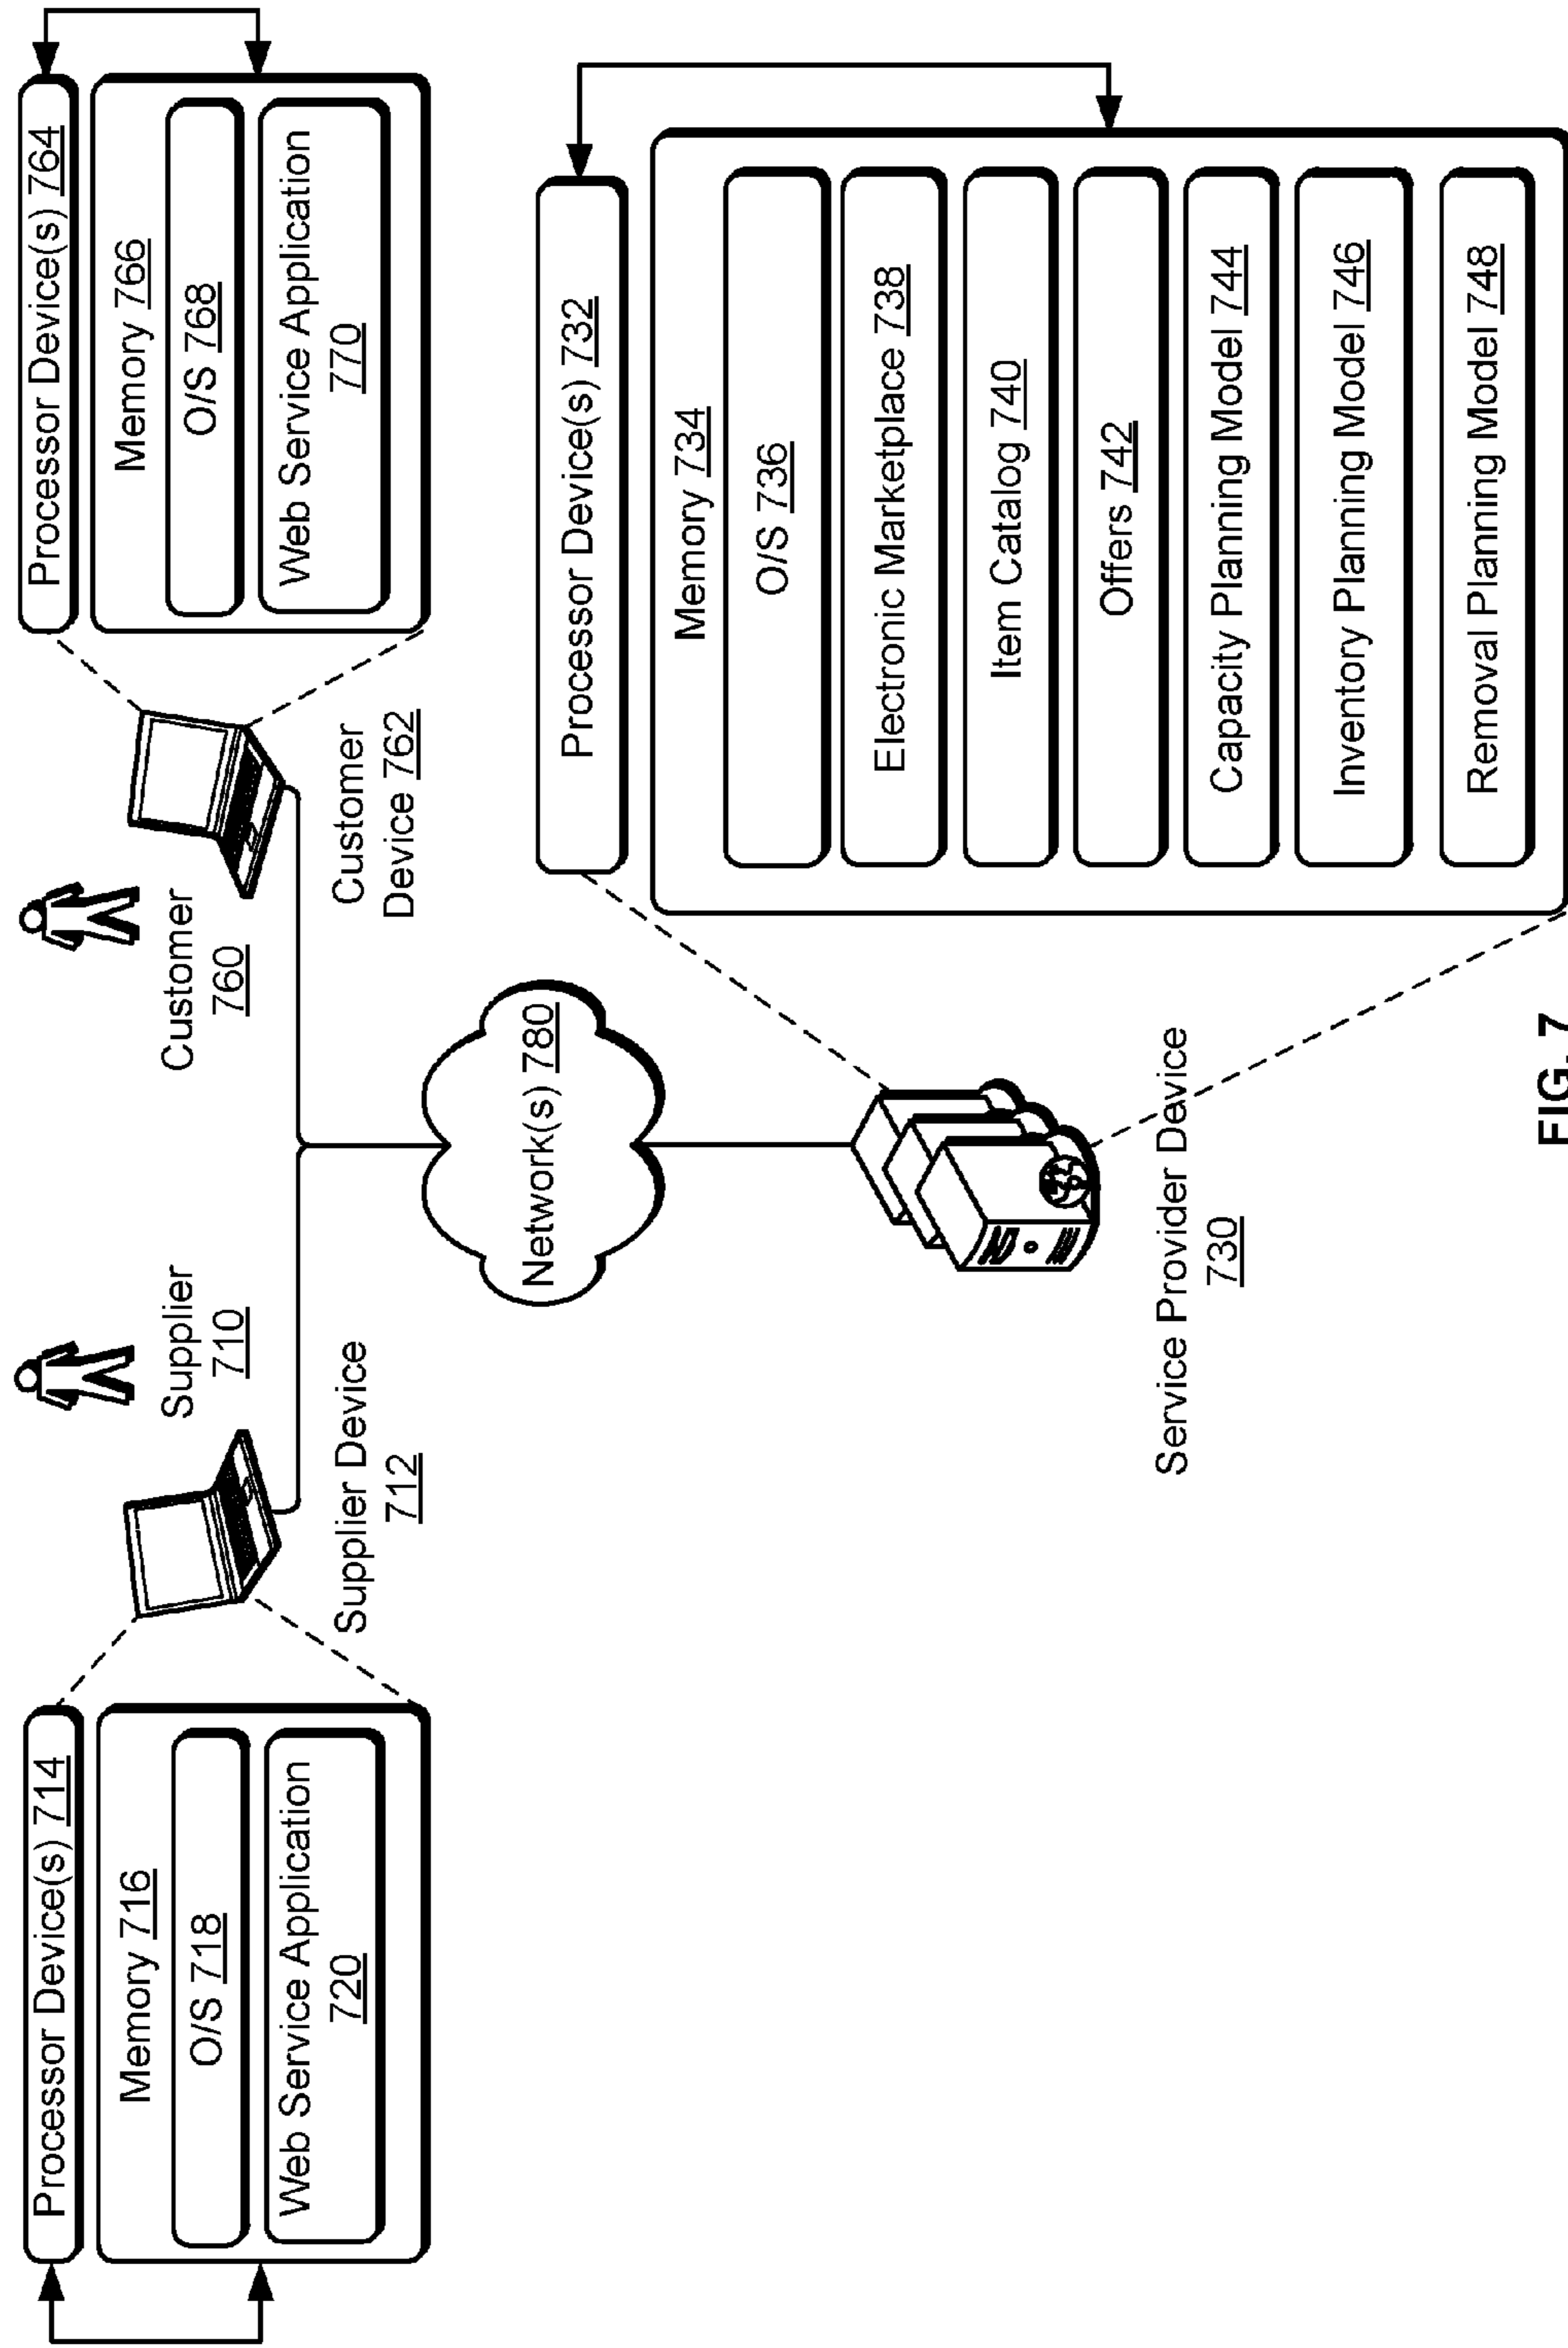 Processor Device(s) 714
Memory 716
O/S 718
Web Service Application
720
Supplier
710
Supplier Device
712
Customer
760
Customer
Device 762
Processor Device(s) 764
Memory 766
O/S 768
Web Service Application
770
Network(s) 780
Service Provider Device
730
Processor Device(s) 732
Memory 734
O/S 736
Electronic Marketplace 738
Item Catalog 740
Offers 742
Capacity Planning Model 744
Inventory Planning Model 746
Removal Planning Model 748
FIG. 7